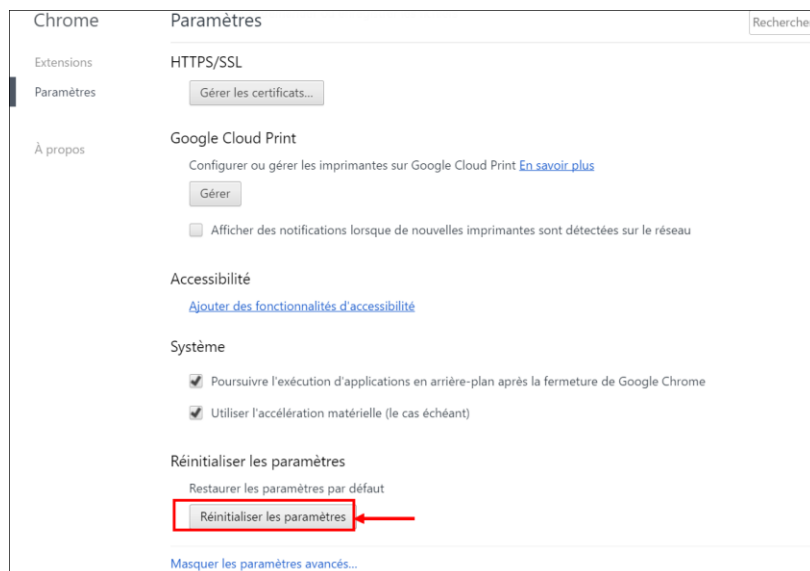 Chrome
Paramètres
Rechercher
Extensions
Paramètres
À propos
HTTPS/SSL
Gérer les certificats...
Google Cloud Print
Configurer ou gérer les imprimantes sur Google Cloud Print En savoir plus
Gérer
Afficher des notifications lorsque de nouvelles imprimantes sont détectées sur le réseau
Accessibilité
Ajouter des fonctionnalités d'accessibilité
Système
Poursuivre l'exécution d'applications en arrière-plan après la fermeture de Google Chrome
Utiliser l'accélération matérielle (le cas échéant)
Réinitialiser les paramètres
Restaurer les paramètres par défaut
Réinitialiser les paramètres
Masquer les paramètres avancés...